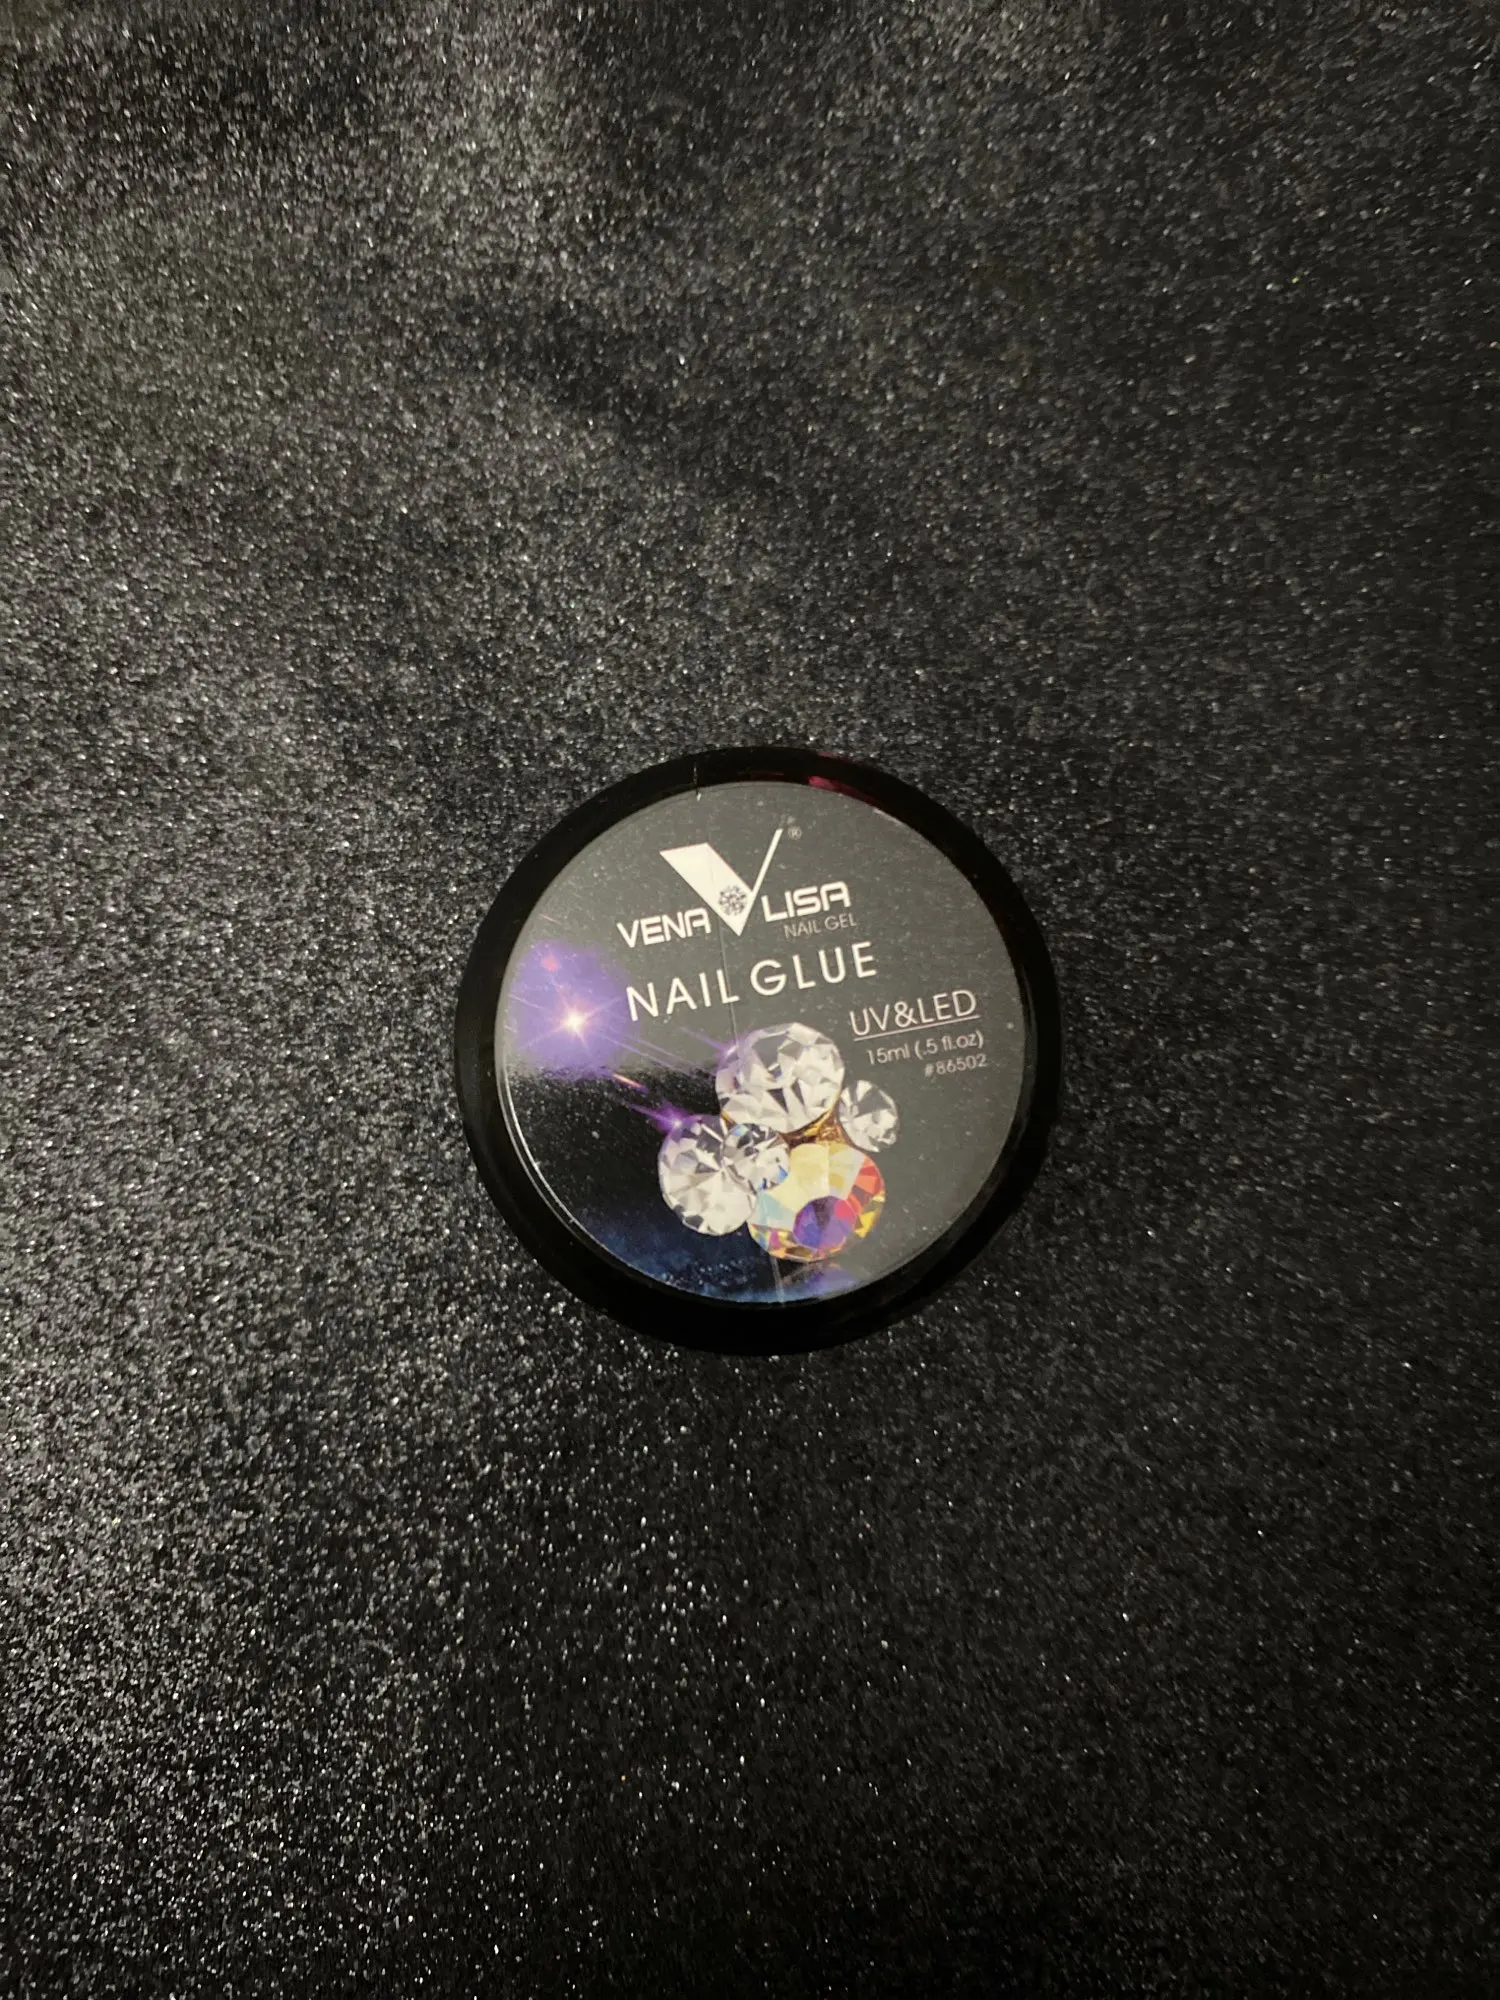 ®
VENA LISA
NAIL GEL
NAIL GLUE
UV&LED
15ml (.5 fl.oz)
#86502